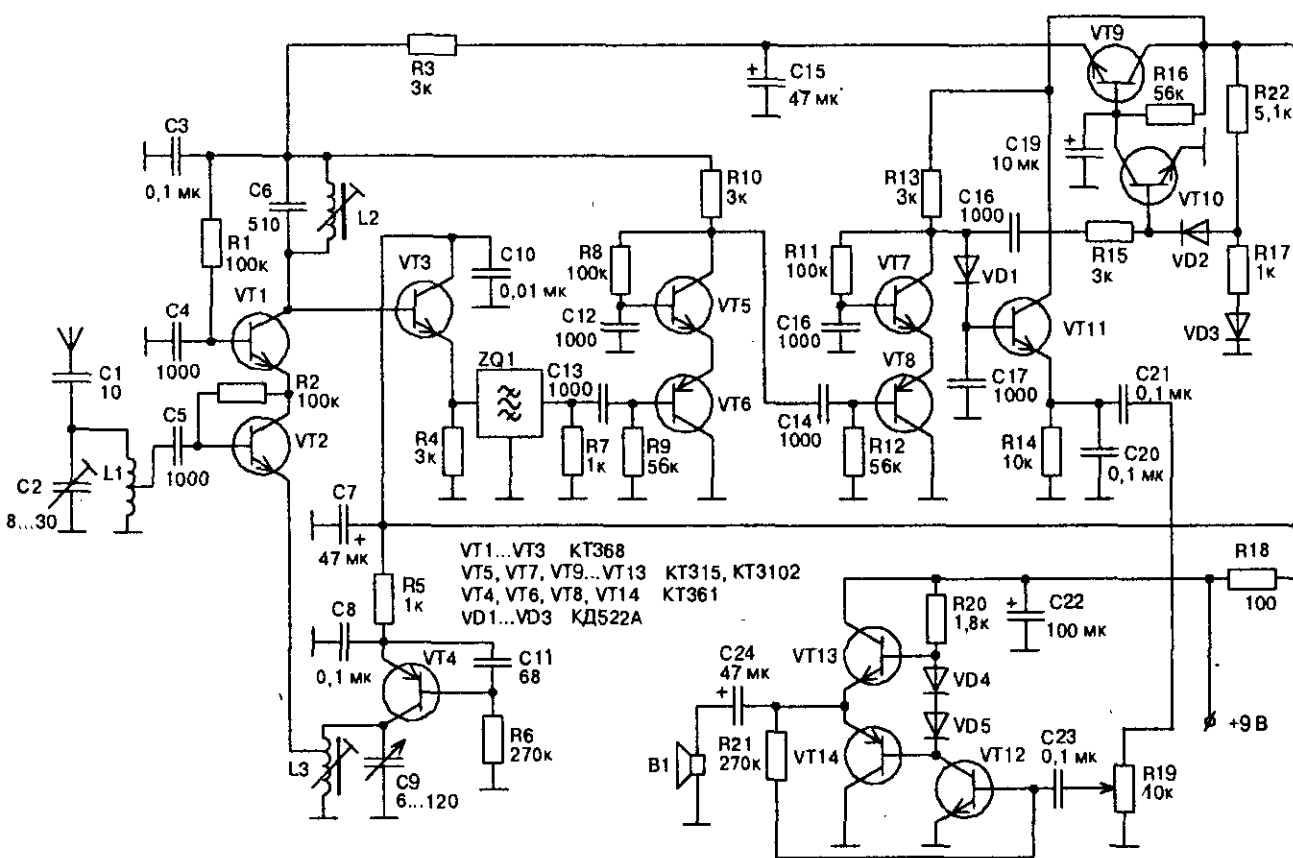 VT9
R3
3к
C15
47 мк
R16
56к
R22
5,1к
C3
0,1 мк
C6
510
L2
C19
10 мк
R10
3к
R13
3к
C16
1000
VT10
R1
100к
VT3
C10
0,01 мк
R8
100к
R11
100к
VT7
VD1
R15
3к
VD2
R17
1к
VT1
C4
1000
VT5
C12
1000
C16
1000
VT11
VD3
C1
10
R2
100к
ZQ1
C13
1000
VT8
VT6
C17
1000
C21
0,1 мк
C5
1000
VT2
R4
3к
C14
1000
C2
8...30
L1
R7
1к
R9
56к
R12
56к
R14
10к
C20
0,1 мк
C7
47 мк
VT1...VT3 КТ368
VT5, VT7, VT9...VT13 КТ315, КТ3102
VT4, VT6, VT8, VT14 КТ361
VD1...VD3 КД522А
R18
100
R5
1к
C8
0,1 мк
VT4
C11
68
R20
1,8к
C22
100 мк
VT13
C24
47 мк
VD4
VD5
+9 В
R6
270к
B1
R21
270к
VT14
VT12
C23
0,1 мк
R19
10к
L3
C9
6...120